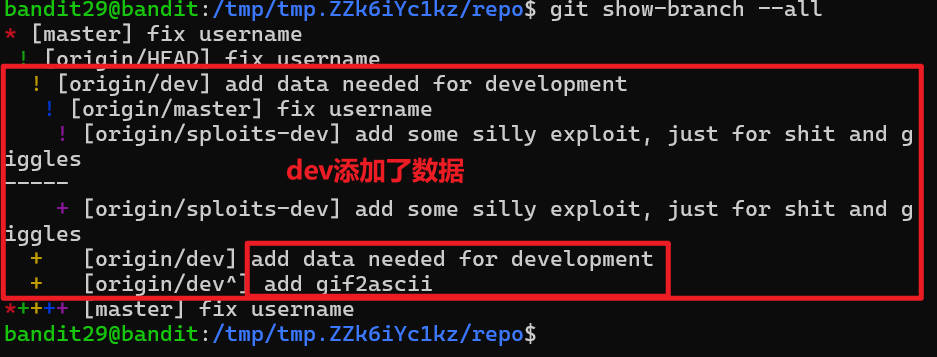 bandit29@bandit:/tmp/tmp.ZZk6iYc1kz/repo$ git show-branch --all
* [master] fix username
 ! [origin/HEAD] fix username
  ! [origin/dev] add data needed for development
   ! [origin/master] fix username
    ! [origin/sploits-dev] add some silly exploit, just for shit and g
iggles
dev添加了数据
-----
    + [origin/sploits-dev] add some silly exploit, just for shit and g
iggles
  +   [origin/dev] add data needed for development
  +   [origin/dev^] add gif2ascii
*++++ [master] fix username
bandit29@bandit:/tmp/tmp.ZZk6iYc1kz/repo$